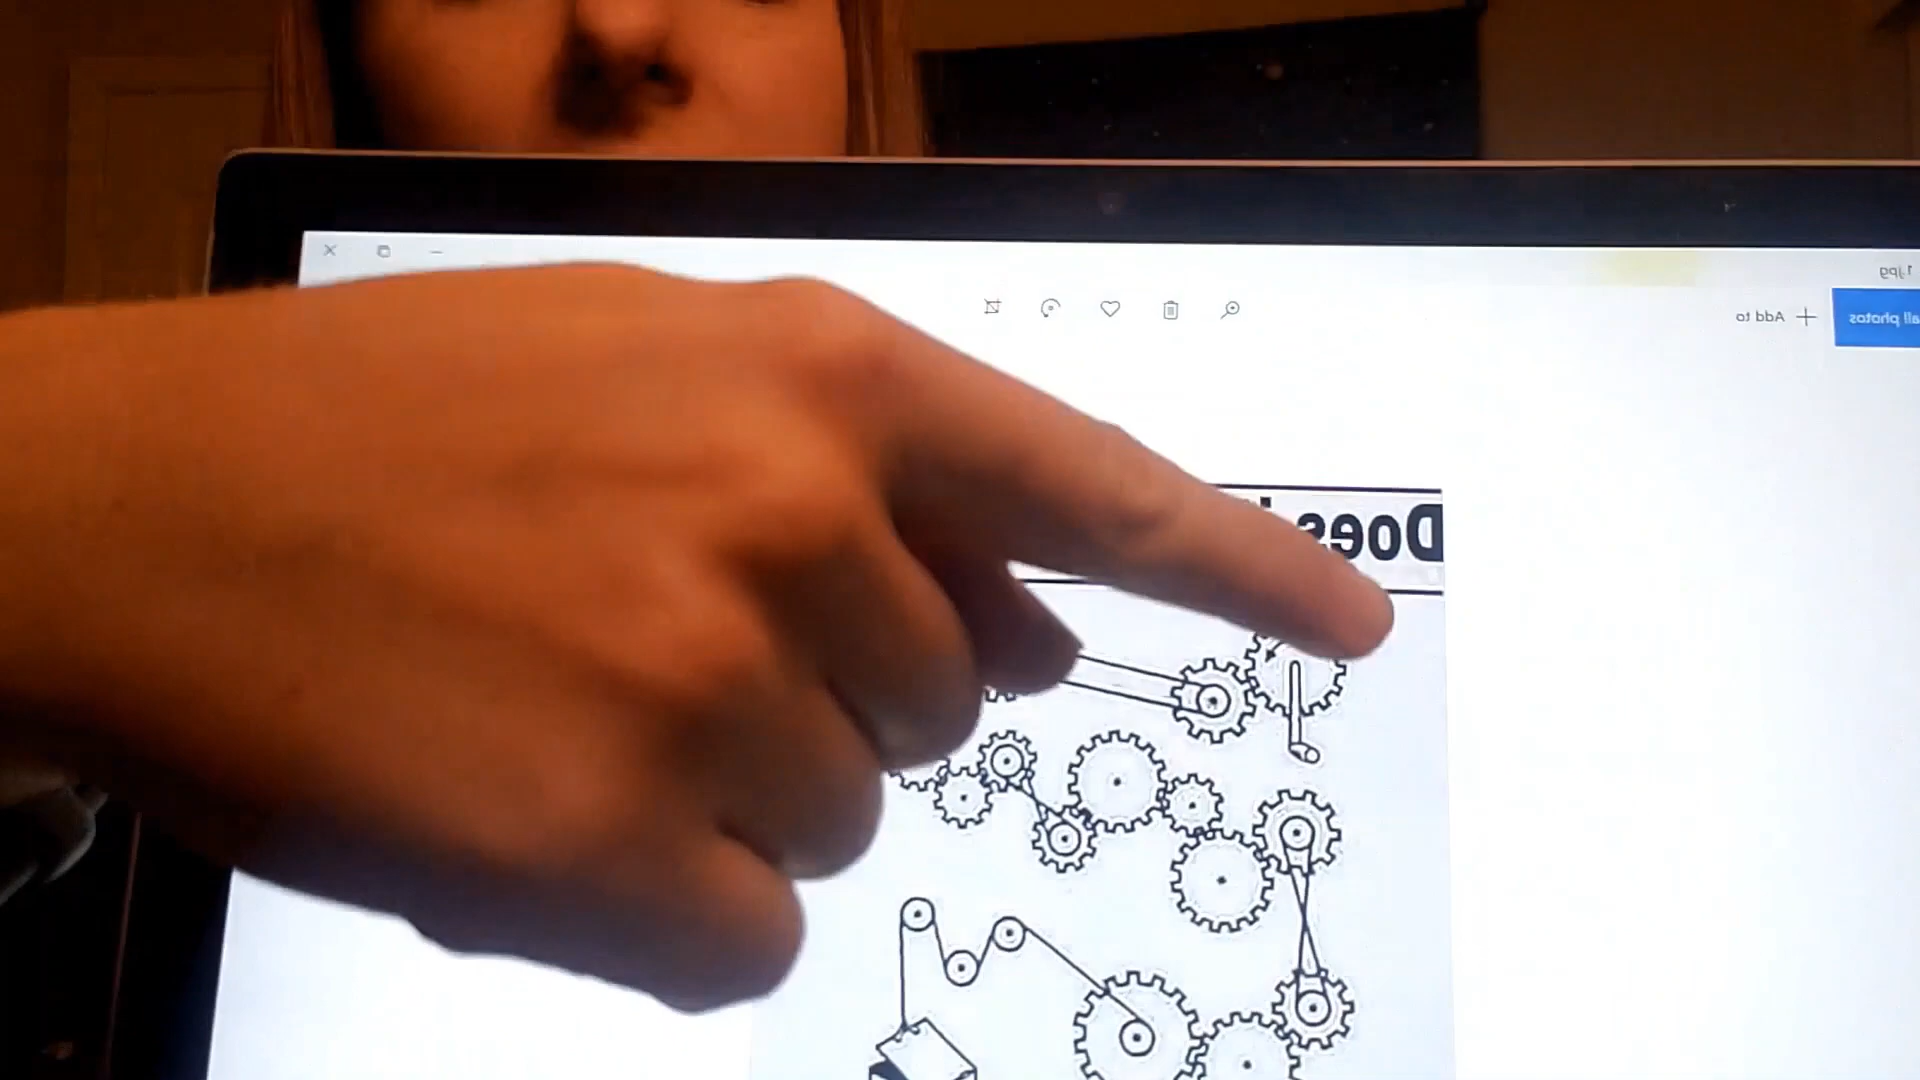 1.jpg
all photos
Add to
Does